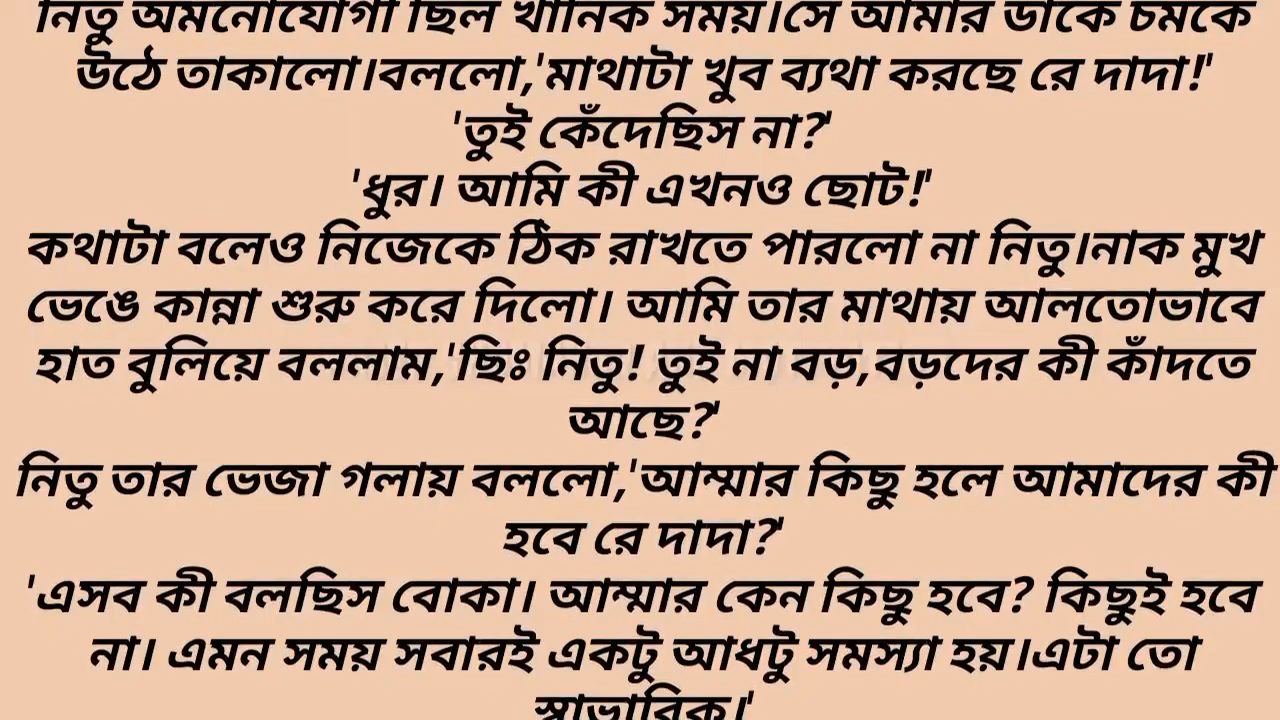 নিতু অমনোযোগী ছিল খানিক সময়।সে আমার ডাকে চমকে
উঠে তাকালো।বললো,'মাথাটা খুব ব্যথা করছে রে দাদা!'
'তুই কেঁদেছিস না?'
'ধুর। আমি কী এখনও ছোট!'
কথাটা বলেও নিজেকে ঠিক রাখতে পারলো না নিতু।নাক মুখ
ভেঙে কান্না শুরু করে দিলো। আমি তার মাথায় আলতোভাবে
হাত বুলিয়ে বললাম,'ছিঃ নিতু! তুই না বড়,বড়দের কী কাঁদতে
আছে?'
নিতু তার ভেজা গলায় বললো,'আম্মার কিছু হলে আমাদের কী
হবে রে দাদা?'
'এসব কী বলছিস বোকা। আম্মার কেন কিছু হবে? কিছুই হবে
না। এমন সময় সবারই একটু আধটু সমস্যা হয়।এটা তো
স্বাভাবিক।'